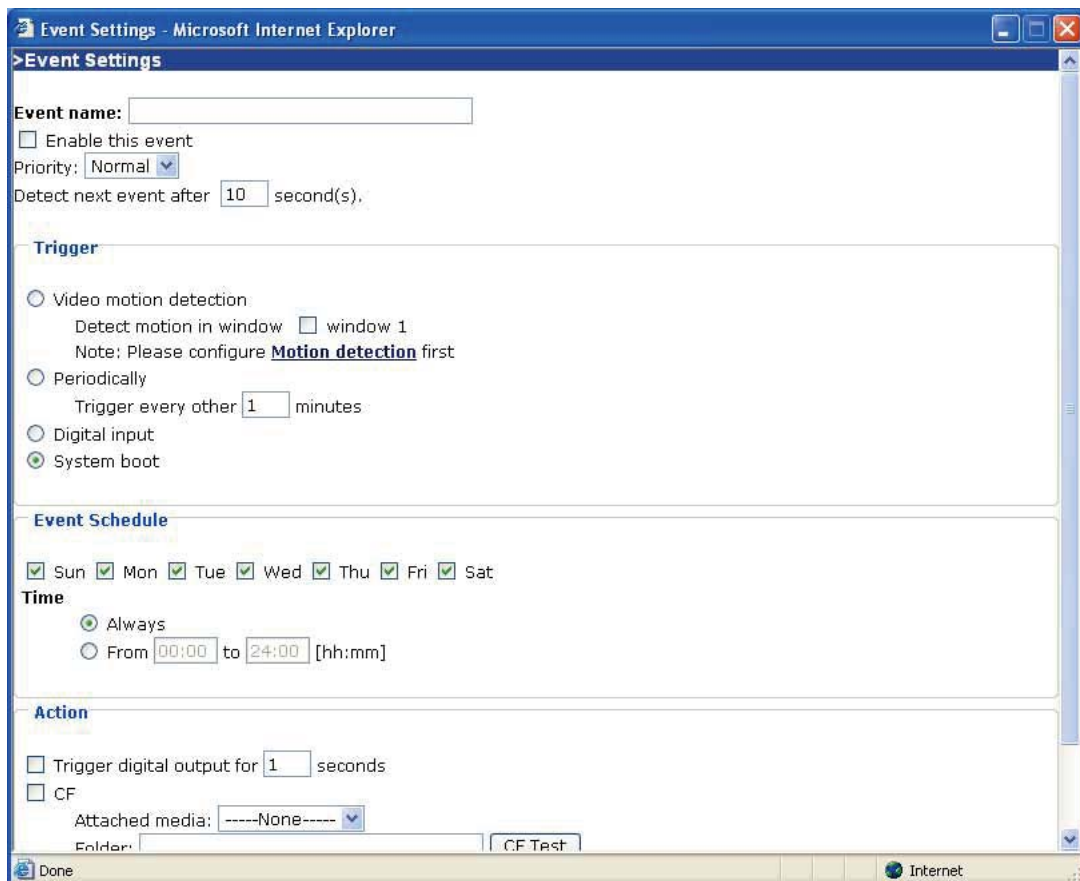 Event Settings - Microsoft Internet Explorer
>Event Settings
Event name:
Enable this event
Priority: Normal
Detect next event after 10 second(s).
Trigger
Video motion detection
Detect motion in window window 1
Note: Please configure Motion detection first
Periodically
Trigger every other 1 minutes
Digital input
System boot
Event Schedule
Sun Mon Tue Wed Thu Fri Sat
Time
Always
From 00:00 to 24:00 [hh:mm]
Action
Trigger digital output for 1 seconds
CF
Attached media: -----None-----
Folder: CF Test
Done Internet